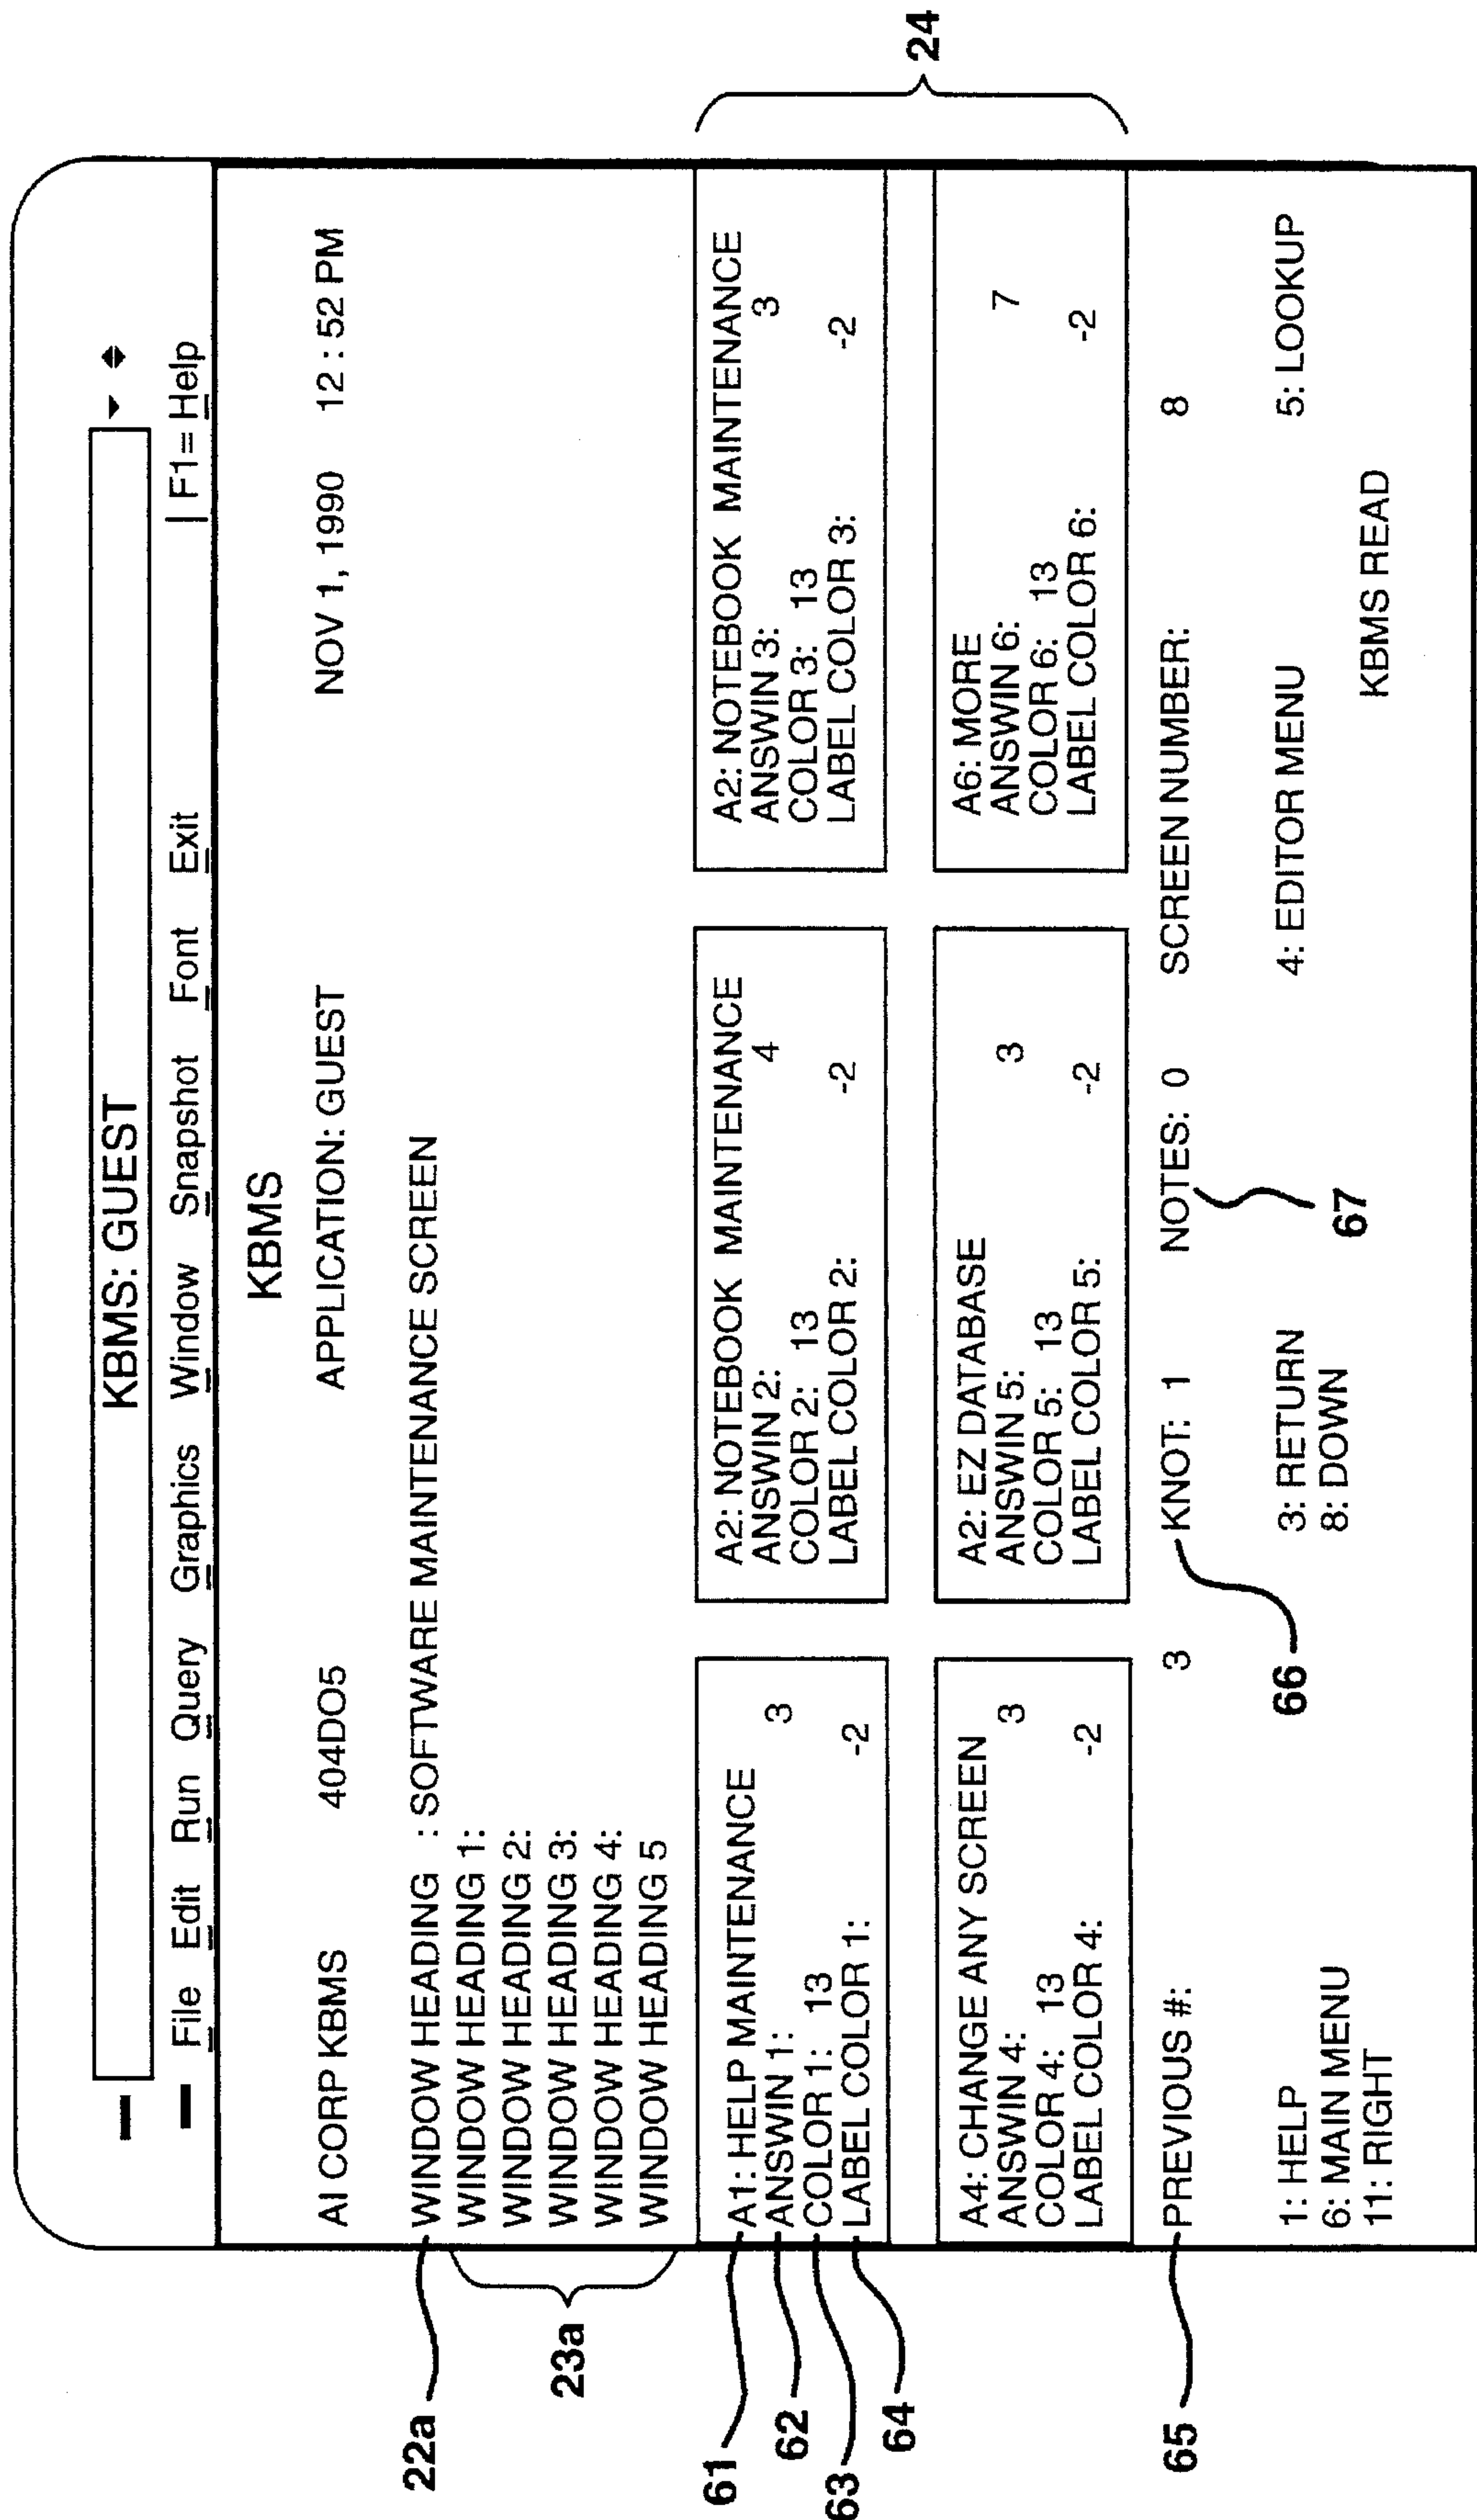 KBMS: GUEST
File Edit Run Query Graphics Window Snapshot Font Exit F1= Help
KBMS
AI CORP KBMS 404DO5 APPLICATION: GUEST NOV 1, 1990 12 : 52 PM
22a WINDOW HEADING : SOFTWARE MAINTENANCE SCREEN
WINDOW HEADING 1:
WINDOW HEADING 2:
23a WINDOW HEADING 3:
WINDOW HEADING 4:
WINDOW HEADING 5
61 A1: HELP MAINTENANCE
62 ANSWIN 1: 3
63 COLOR 1: 13
64 LABEL COLOR 1: -2
A2: NOTEBOOK MAINTENANCE
ANSWIN 2: 4
COLOR 2: 13
LABEL COLOR 2: -2
A2: NOTEBOOK MAINTENANCE
ANSWIN 3: 3
COLOR 3: 13
LABEL COLOR 3: -2
24
A4: CHANGE ANY SCREEN
ANSWIN 4: 3
COLOR 4: 13
LABEL COLOR 4: -2
A2: EZ DATABASE
ANSWIN 5: 3
COLOR 5: 13
LABEL COLOR 5: -2
A6: MORE
ANSWIN 6: 7
COLOR 6: 13
LABEL COLOR 6: -2
65 PREVIOUS #: 3 KNOT: 1 NOTES: 0 SCREEN NUMBER: 8
66 67
1: HELP 3: RETURN 4: EDITOR MENU 5: LOOKUP
6: MAIN MENU 8: DOWN
11: RIGHT KBMS READ